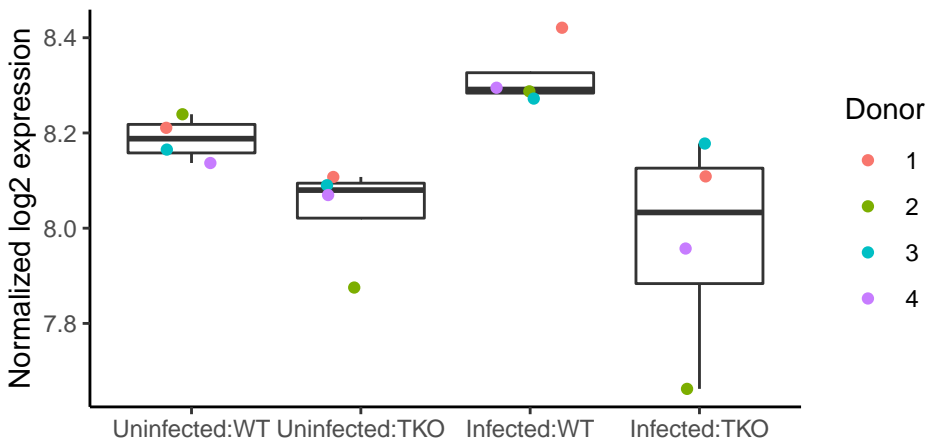 Normalized log2 expression
8.4
8.2
8.0
7.8
Uninfected:WT
Uninfected:TKO
Infected:WT
Infected:TKO
Donor
1
2
3
4